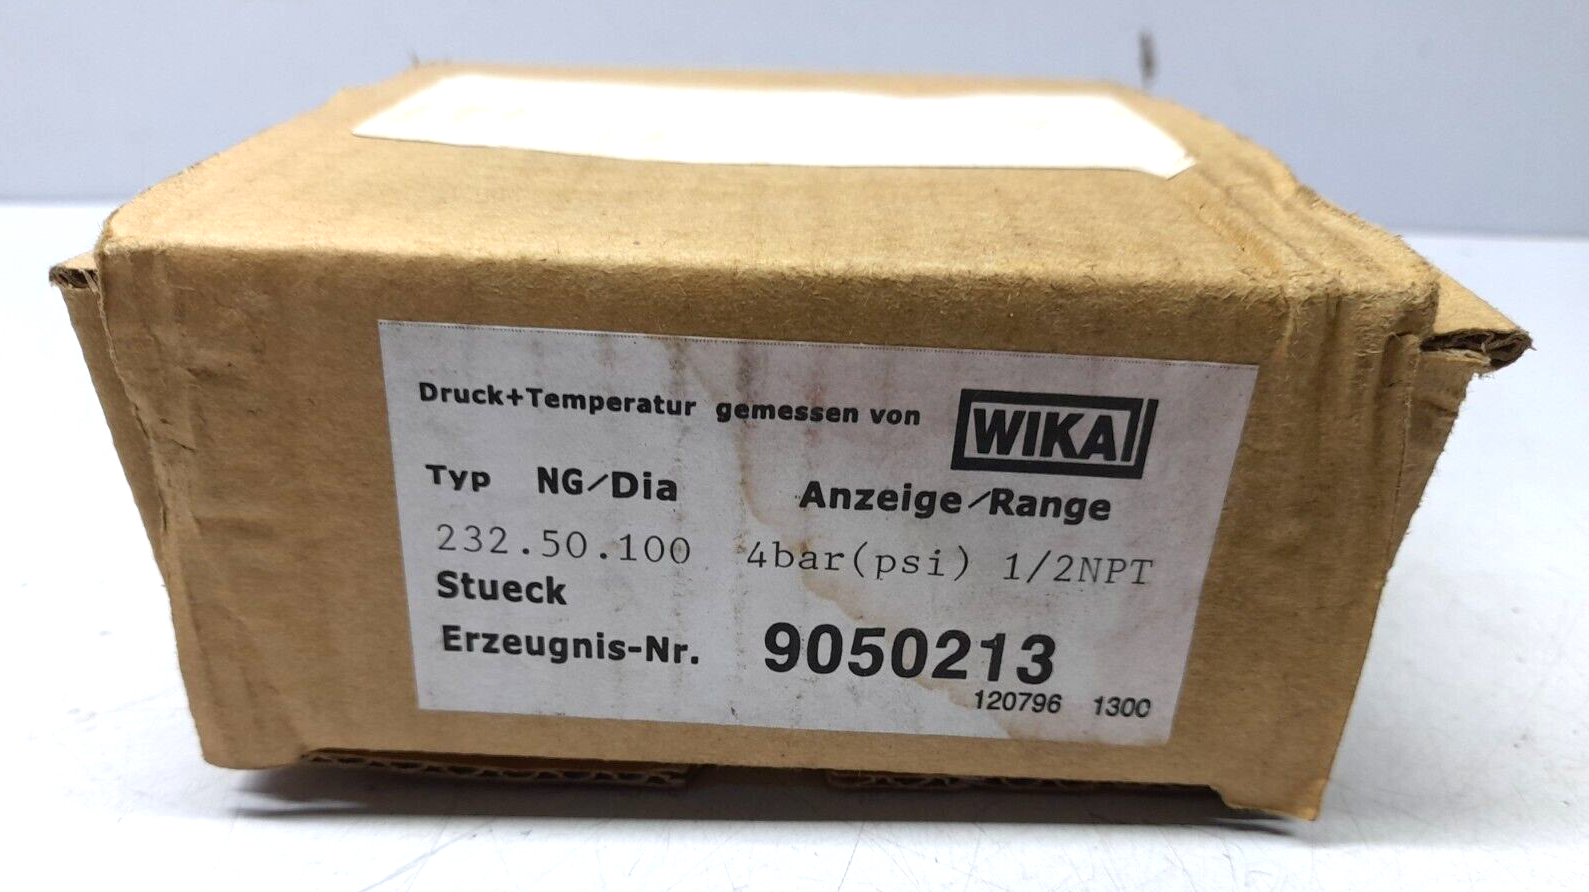 Druck+Temperatur gemessen von WIKA
Typ NG/Dia Anzeige/Range
232.50.100 4bar(psi) 1/2NPT
Stueck
Erzeugnis-Nr. 9050213
120796 1300